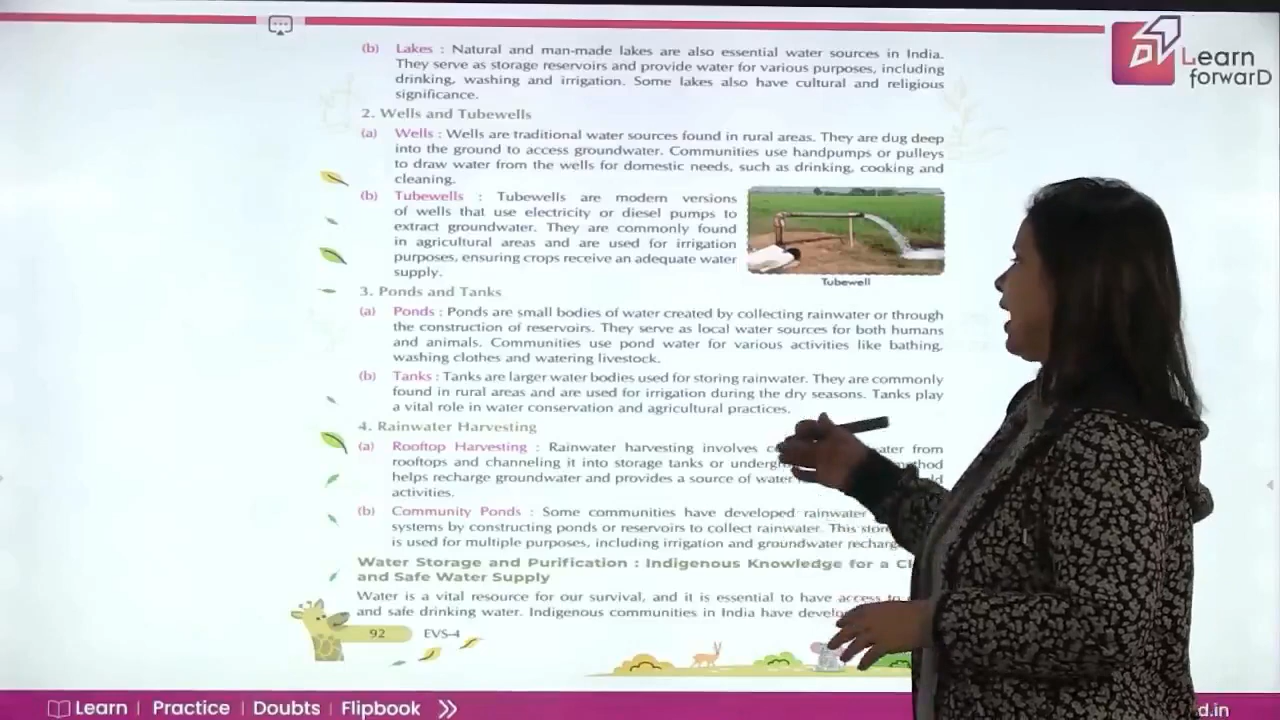 (b) Lakes : Natural and man-made lakes are also essential water sources in India.
They serve as storage reservoirs and provide water for various purposes, including
drinking, washing and irrigation. Some lakes also have cultural and religious
significance.
2. Wells and Tubewells
(a) Wells : Wells are traditional water sources found in rural areas. They are dug deep
into the ground to access groundwater. Communities use handpumps or pulleys
to draw water from the wells for domestic needs, such as drinking, cooking and
cleaning.
(b) Tubewells : Tubewells are modern versions
of wells that use electricity or diesel pumps to
extract groundwater. They are commonly found
in agricultural areas and are used for irrigation
purposes, ensuring crops receive an adequate water
supply.
Tubewell
3. Ponds and Tanks
(a) Ponds : Ponds are small bodies of water created by collecting rainwater or through
the construction of reservoirs. They serve as local water sources for both humans
and animals. Communities use pond water for various activities like bathing,
washing clothes and watering livestock.
(b) Tanks : Tanks are larger water bodies used for storing rainwater. They are commonly
found in rural areas and are used for irrigation during the dry seasons. Tanks play
a vital role in water conservation and agricultural practices.
4. Rainwater Harvesting
(a) Rooftop Harvesting : Rainwater harvesting involves from
rooftops and channeling it into storage tanks or
helps recharge groundwater and provides a source of water
activities.
(b) Community Ponds : Some communities have developed rainwater
systems by constructing ponds or reservoirs to collect rainwater. This
is used for multiple purposes, including irrigation and groundwater
Water Storage and Purification : Indigenous Knowledge for a
and Safe Water Supply
Water is a vital resource for our survival, and it is essential to have access to
and safe drinking water. Indigenous communities in India have
92 EVS-4
Learn
forwarD
Learn | Practice | Doubts | Flipbook
d.in